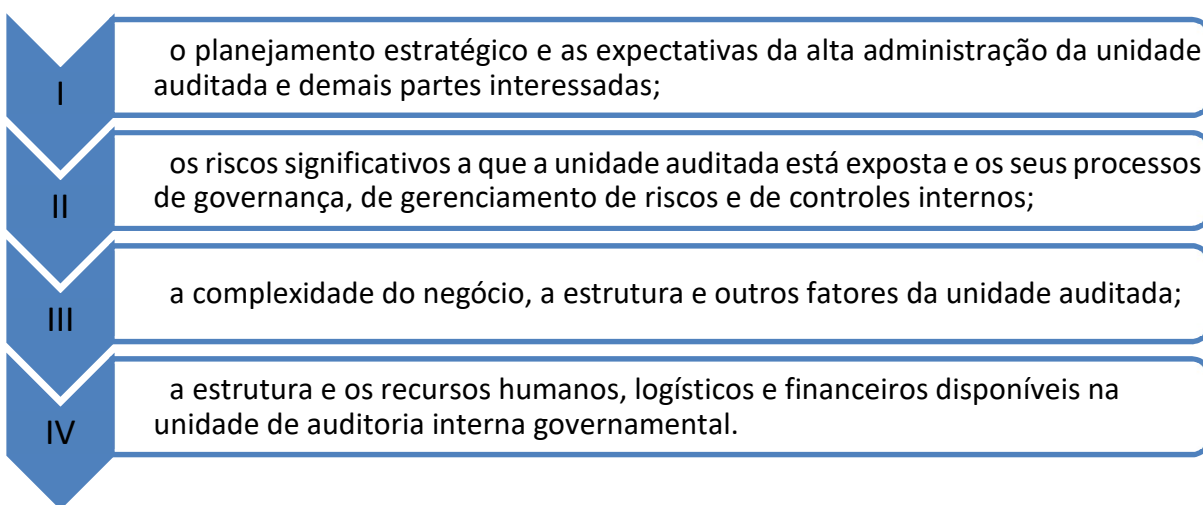 I
o planejamento estratégico e as expectativas da alta administração da unidade
auditada e demais partes interessadas;
II
os riscos significativos a que a unidade auditada está exposta e os seus processos
de governança, de gerenciamento de riscos e de controles internos;
III
a complexidade do negócio, a estrutura e outros fatores da unidade auditada;
IV
a estrutura e os recursos humanos, logísticos e financeiros disponíveis na
unidade de auditoria interna governamental.